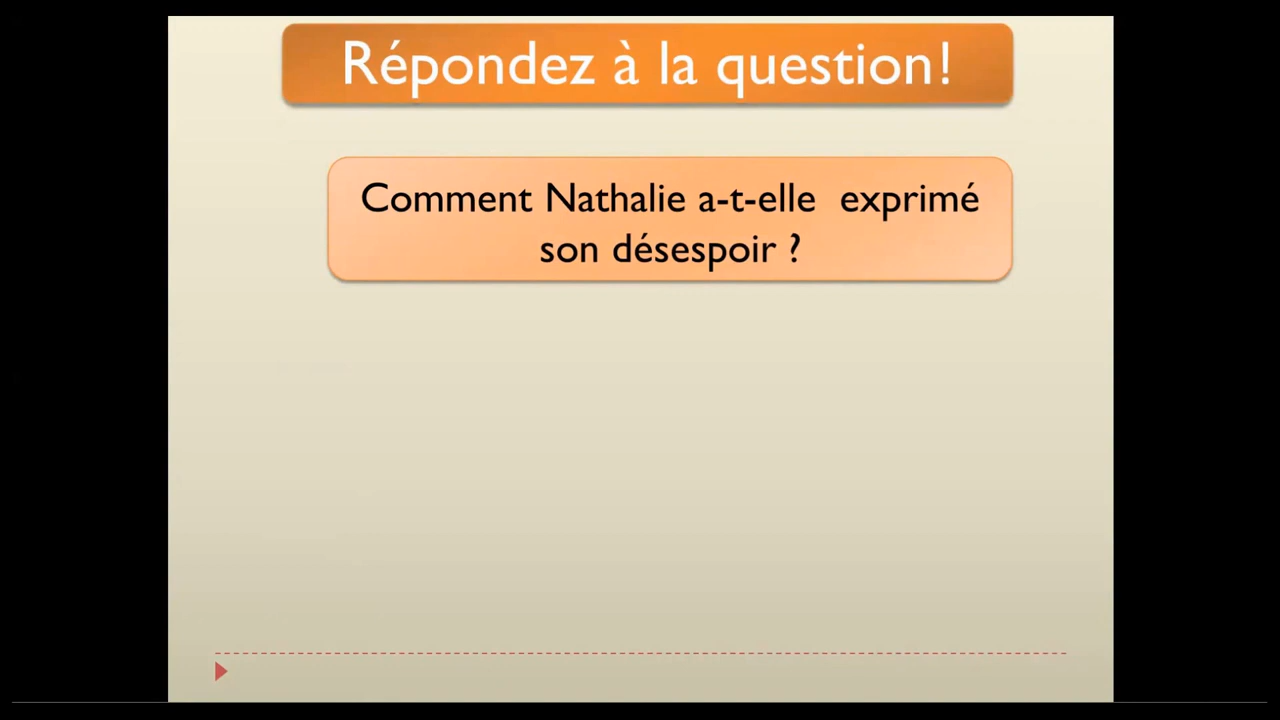 Répondez à la question!
Comment Nathalie a-t-elle exprimé
son désespoir ?